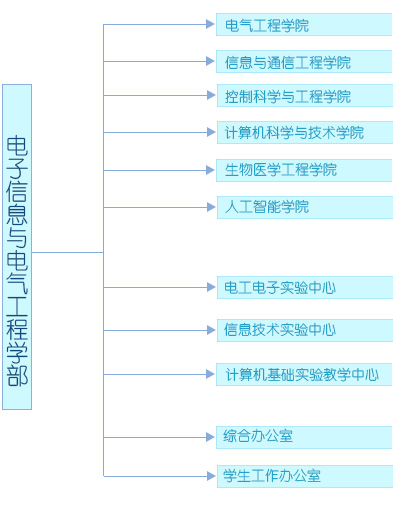 电子信息与电气工程学部
电气工程学院
信息与通信工程学院
控制科学与工程学院
计算机科学与技术学院
生物医学工程学院
人工智能学院
电工电子实验中心
信息技术实验中心
计算机基础实验教学中心
综合办公室
学生工作办公室